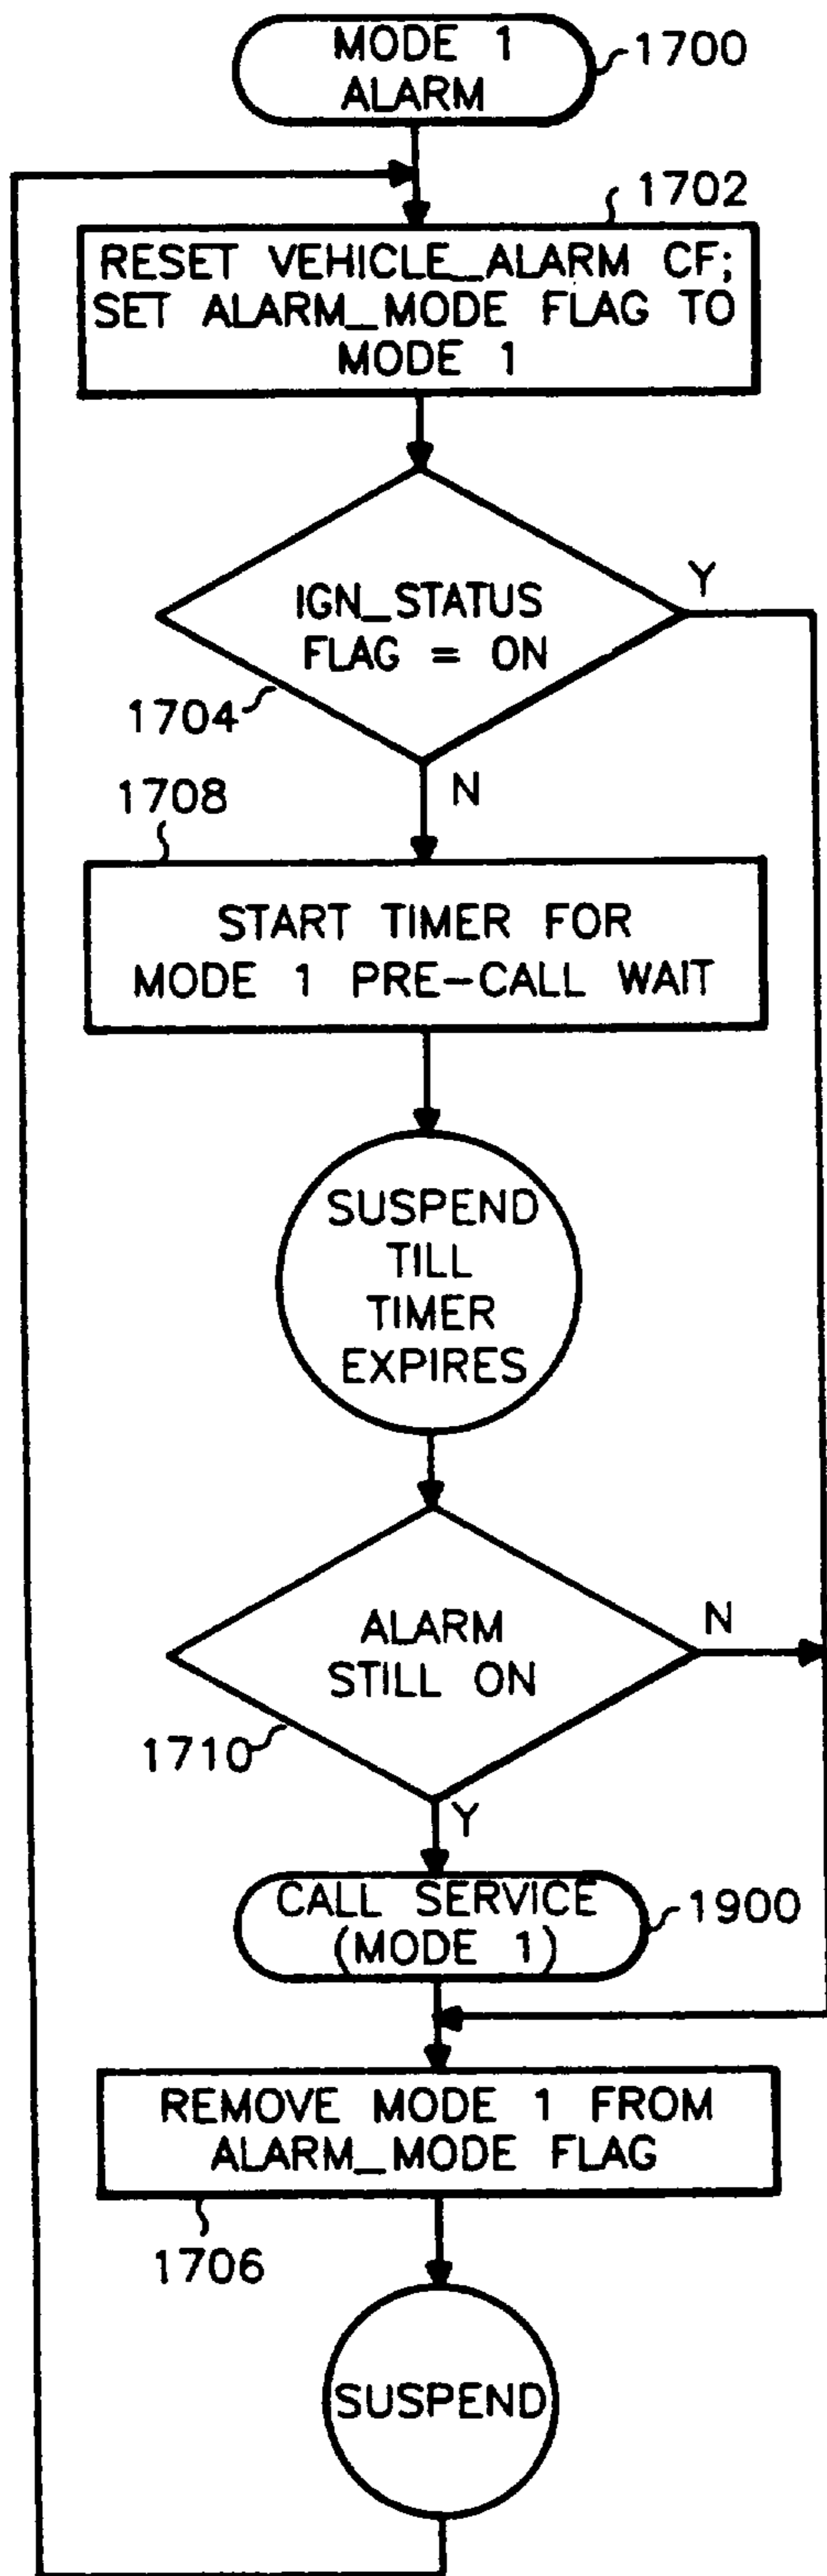 MODE 1
ALARM
1700
1702
RESET VEHICLE_ALARM CF;
SET ALARM_MODE FLAG TO
MODE 1
IGN_STATUS
FLAG = ON
Y
1704
N
1708
START TIMER FOR
MODE 1 PRE-CALL WAIT
SUSPEND
TILL
TIMER
EXPIRES
ALARM
STILL ON
N
1710
Y
CALL SERVICE
(MODE 1)
1900
REMOVE MODE 1 FROM
ALARM_MODE FLAG
1706
SUSPEND